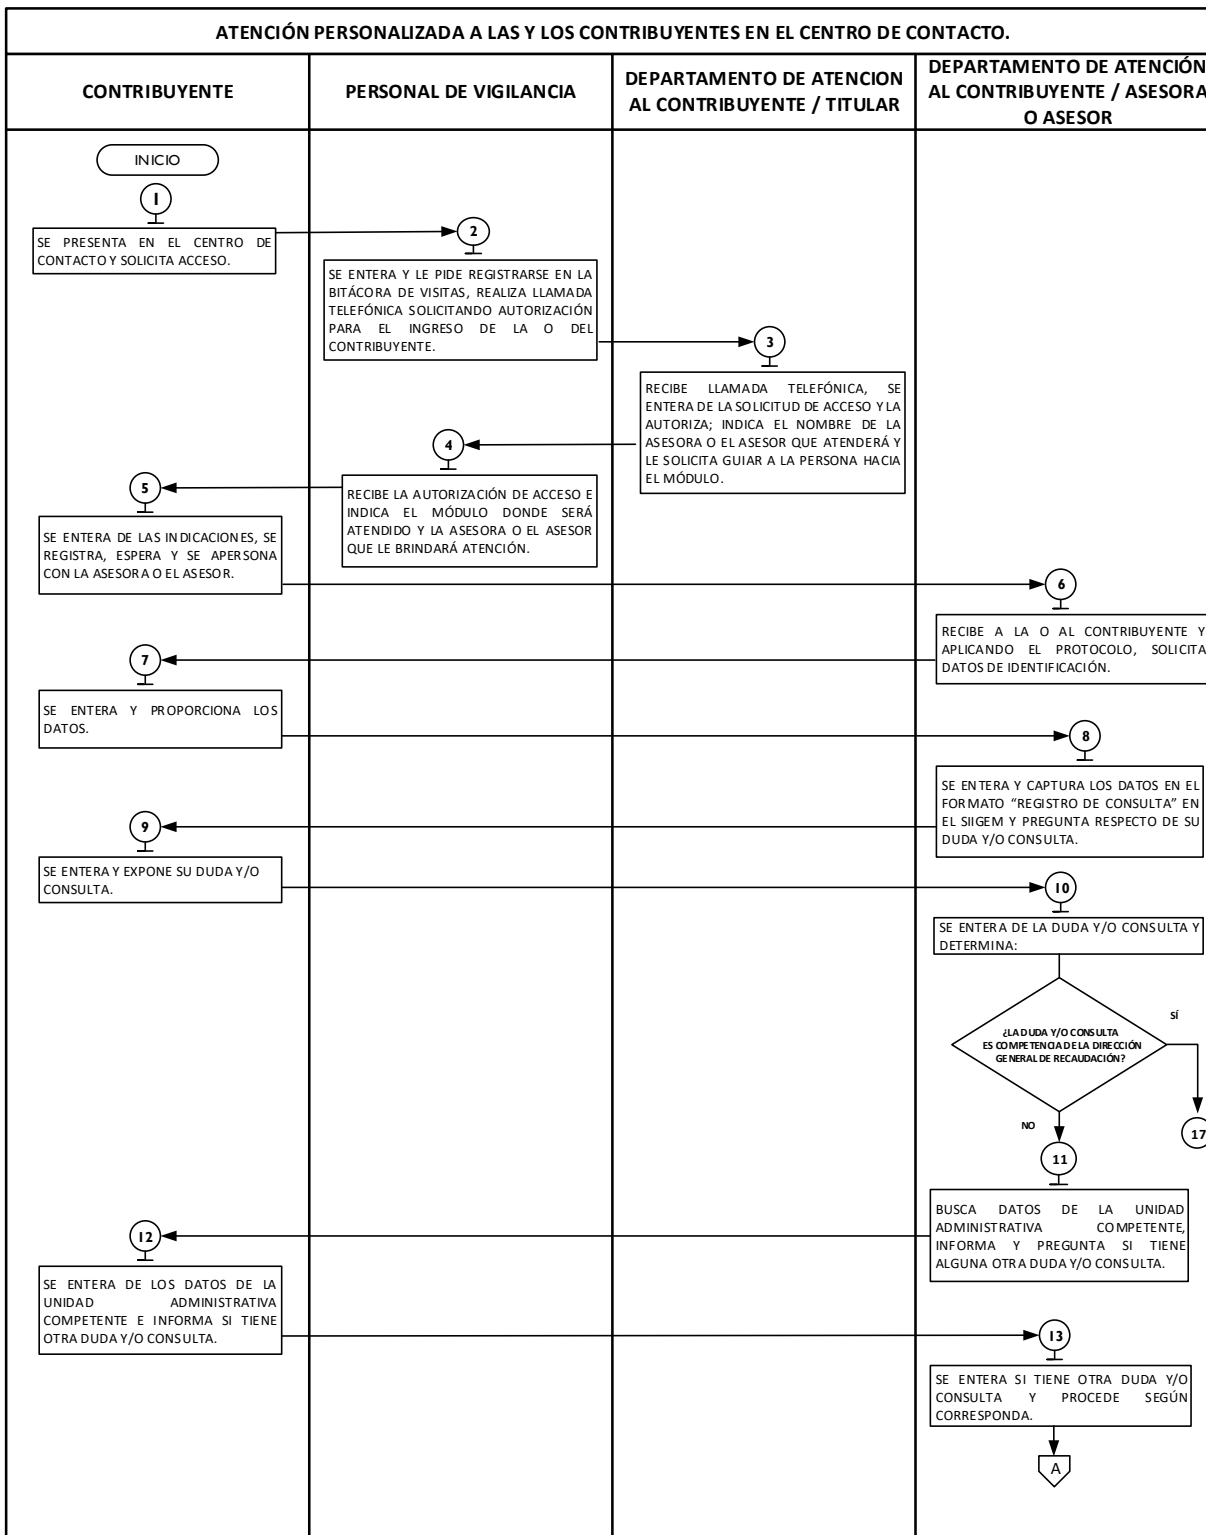 ATENCIÓN PERSONALIZADA A LAS Y LOS CONTRIBUYENTES EN EL CENTRO DE CONTACTO.
CONTRIBUYENTE
PERSONAL DE VIGILANCIA
DEPARTAMENTO DE ATENCION
AL CONTRIBUYENTE / TITULAR
DEPARTAMENTO DE ATENCIÓN
AL CONTRIBUYENTE / ASESORA
O ASESOR
INICIO
1
SE PRESENTA EN EL CENTRO DE
CONTACTO Y SOLICITA ACCESO.
2
SE ENTERA Y LE PIDE REGISTRARSE EN LA
BITÁCORA DE VISITAS, REALIZA LLAMADA
TELEFÓNICA SOLICITANDO AUTORIZACIÓN
PARA EL INGRESO DE LA O DEL
CONTRIBUYENTE.
3
RECIBE LLAMADA TELEFÓNICA, SE
ENTERA DE LA SOLICITUD DE ACCESO Y LA
AUTORIZA; INDICA EL NOMBRE DE LA
ASESORA O EL ASESOR QUE ATENDERÁ Y
LE SOLICITA GUIAR A LA PERSONA HACIA
EL MÓDULO.
4
RECIBE LA AUTORIZACIÓN DE ACCESO E
INDICA EL MÓDULO DONDE SERÁ
ATENDIDO Y LA ASESORA O EL ASESOR
QUE LE BRINDARÁ ATENCIÓN.
5
SE ENTERA DE LAS INDICACIONES, SE
REGISTRA, ESPERA Y SE APERSONA
CON LA ASESORA O EL ASESOR.
6
RECIBE A LA O AL CONTRIBUYENTE Y
APLICANDO EL PROTOCOLO, SOLICITA
DATOS DE IDENTIFICACIÓN.
7
SE ENTERA Y PROPORCIONA LOS
DATOS.
8
SE ENTERA Y CAPTURA LOS DATOS EN EL
FORMATO “REGISTRO DE CONSULTA” EN
EL SIIGEM Y PREGUNTA RESPECTO DE SU
DUDA Y/O CONSULTA.
9
SE ENTERA Y EXPONE SU DUDA Y/O
CONSULTA.
10
SE ENTERA DE LA DUDA Y/O CONSULTA Y
DETERMINA:
¿LA DUDA Y/O CONSULTA
ES COMPETENCIA DE LA DIRECCIÓN
GENERAL DE RECAUDACIÓN?
SÍ
17
NO
11
BUSCA DATOS DE LA UNIDAD
ADMINISTRATIVA COMPETENTE,
INFORMA Y PREGUNTA SI TIENE
ALGUNA OTRA DUDA Y/O CONSULTA.
12
SE ENTERA DE LOS DATOS DE LA
UNIDAD ADMINISTRATIVA
COMPETENTE E INFORMA SI TIENE
OTRA DUDA Y/O CONSULTA.
13
SE ENTERA SI TIENE OTRA DUDA Y/O
CONSULTA Y PROCEDE SEGÚN
CORRESPONDA.
A